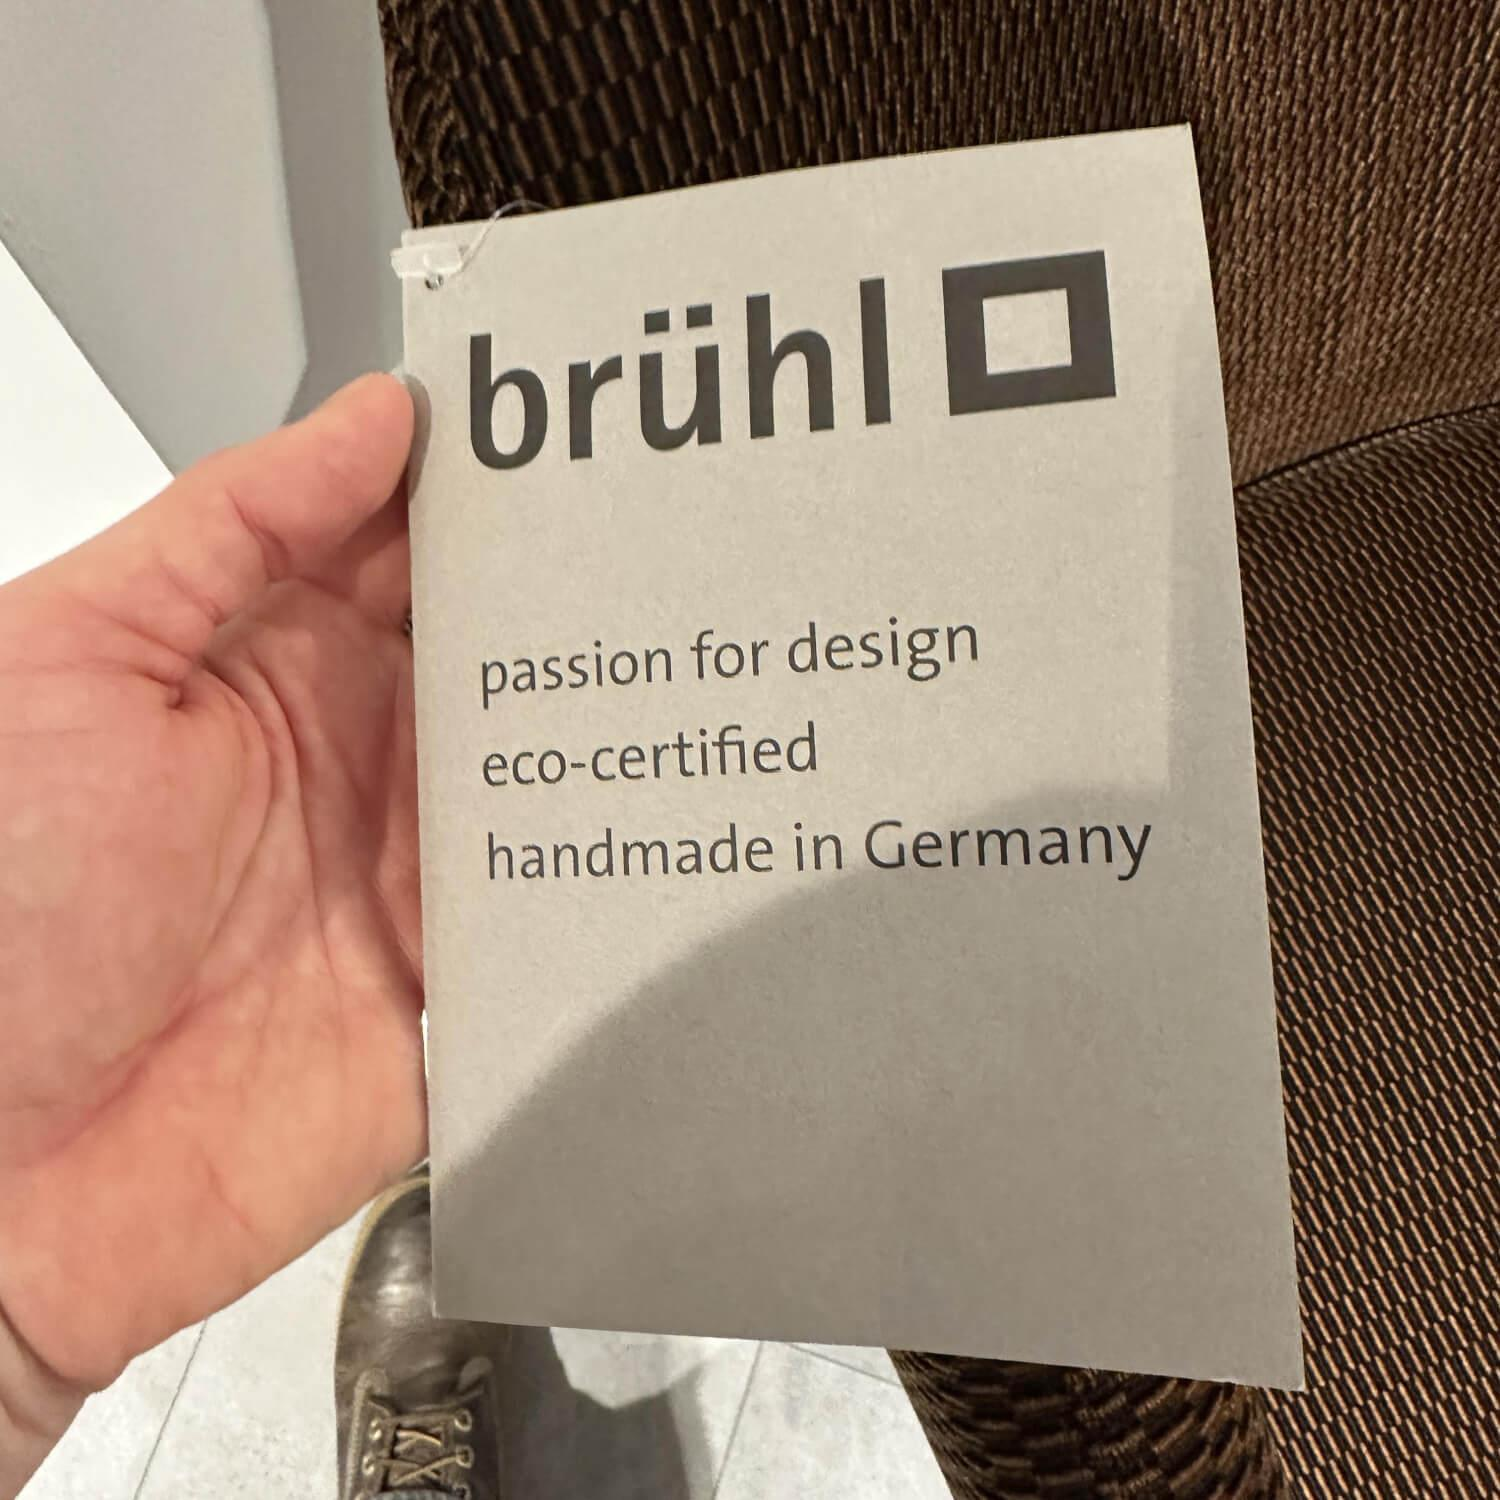 brühl
passion for design
eco-certified
handmade in Germany